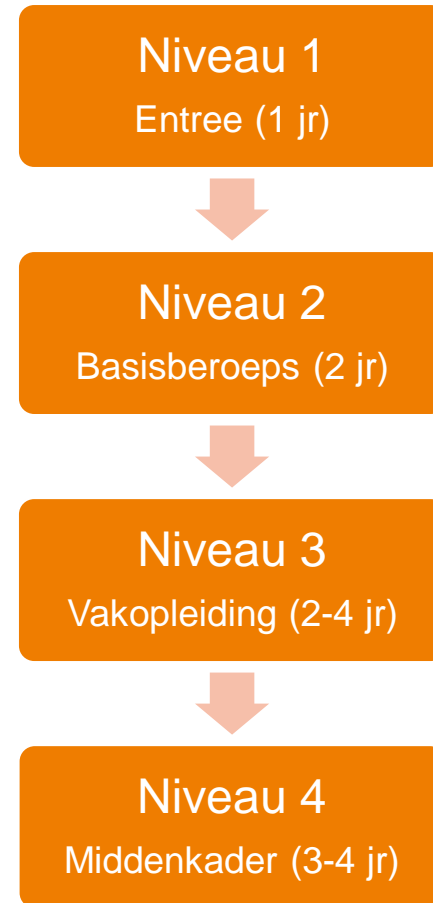 Niveau 1
Entree (1 jr)
Niveau 2
Basisberoeps (2 jr)
Niveau 3
Vakopleiding (2-4 jr)
Niveau 4
Middenkader (3-4 jr)